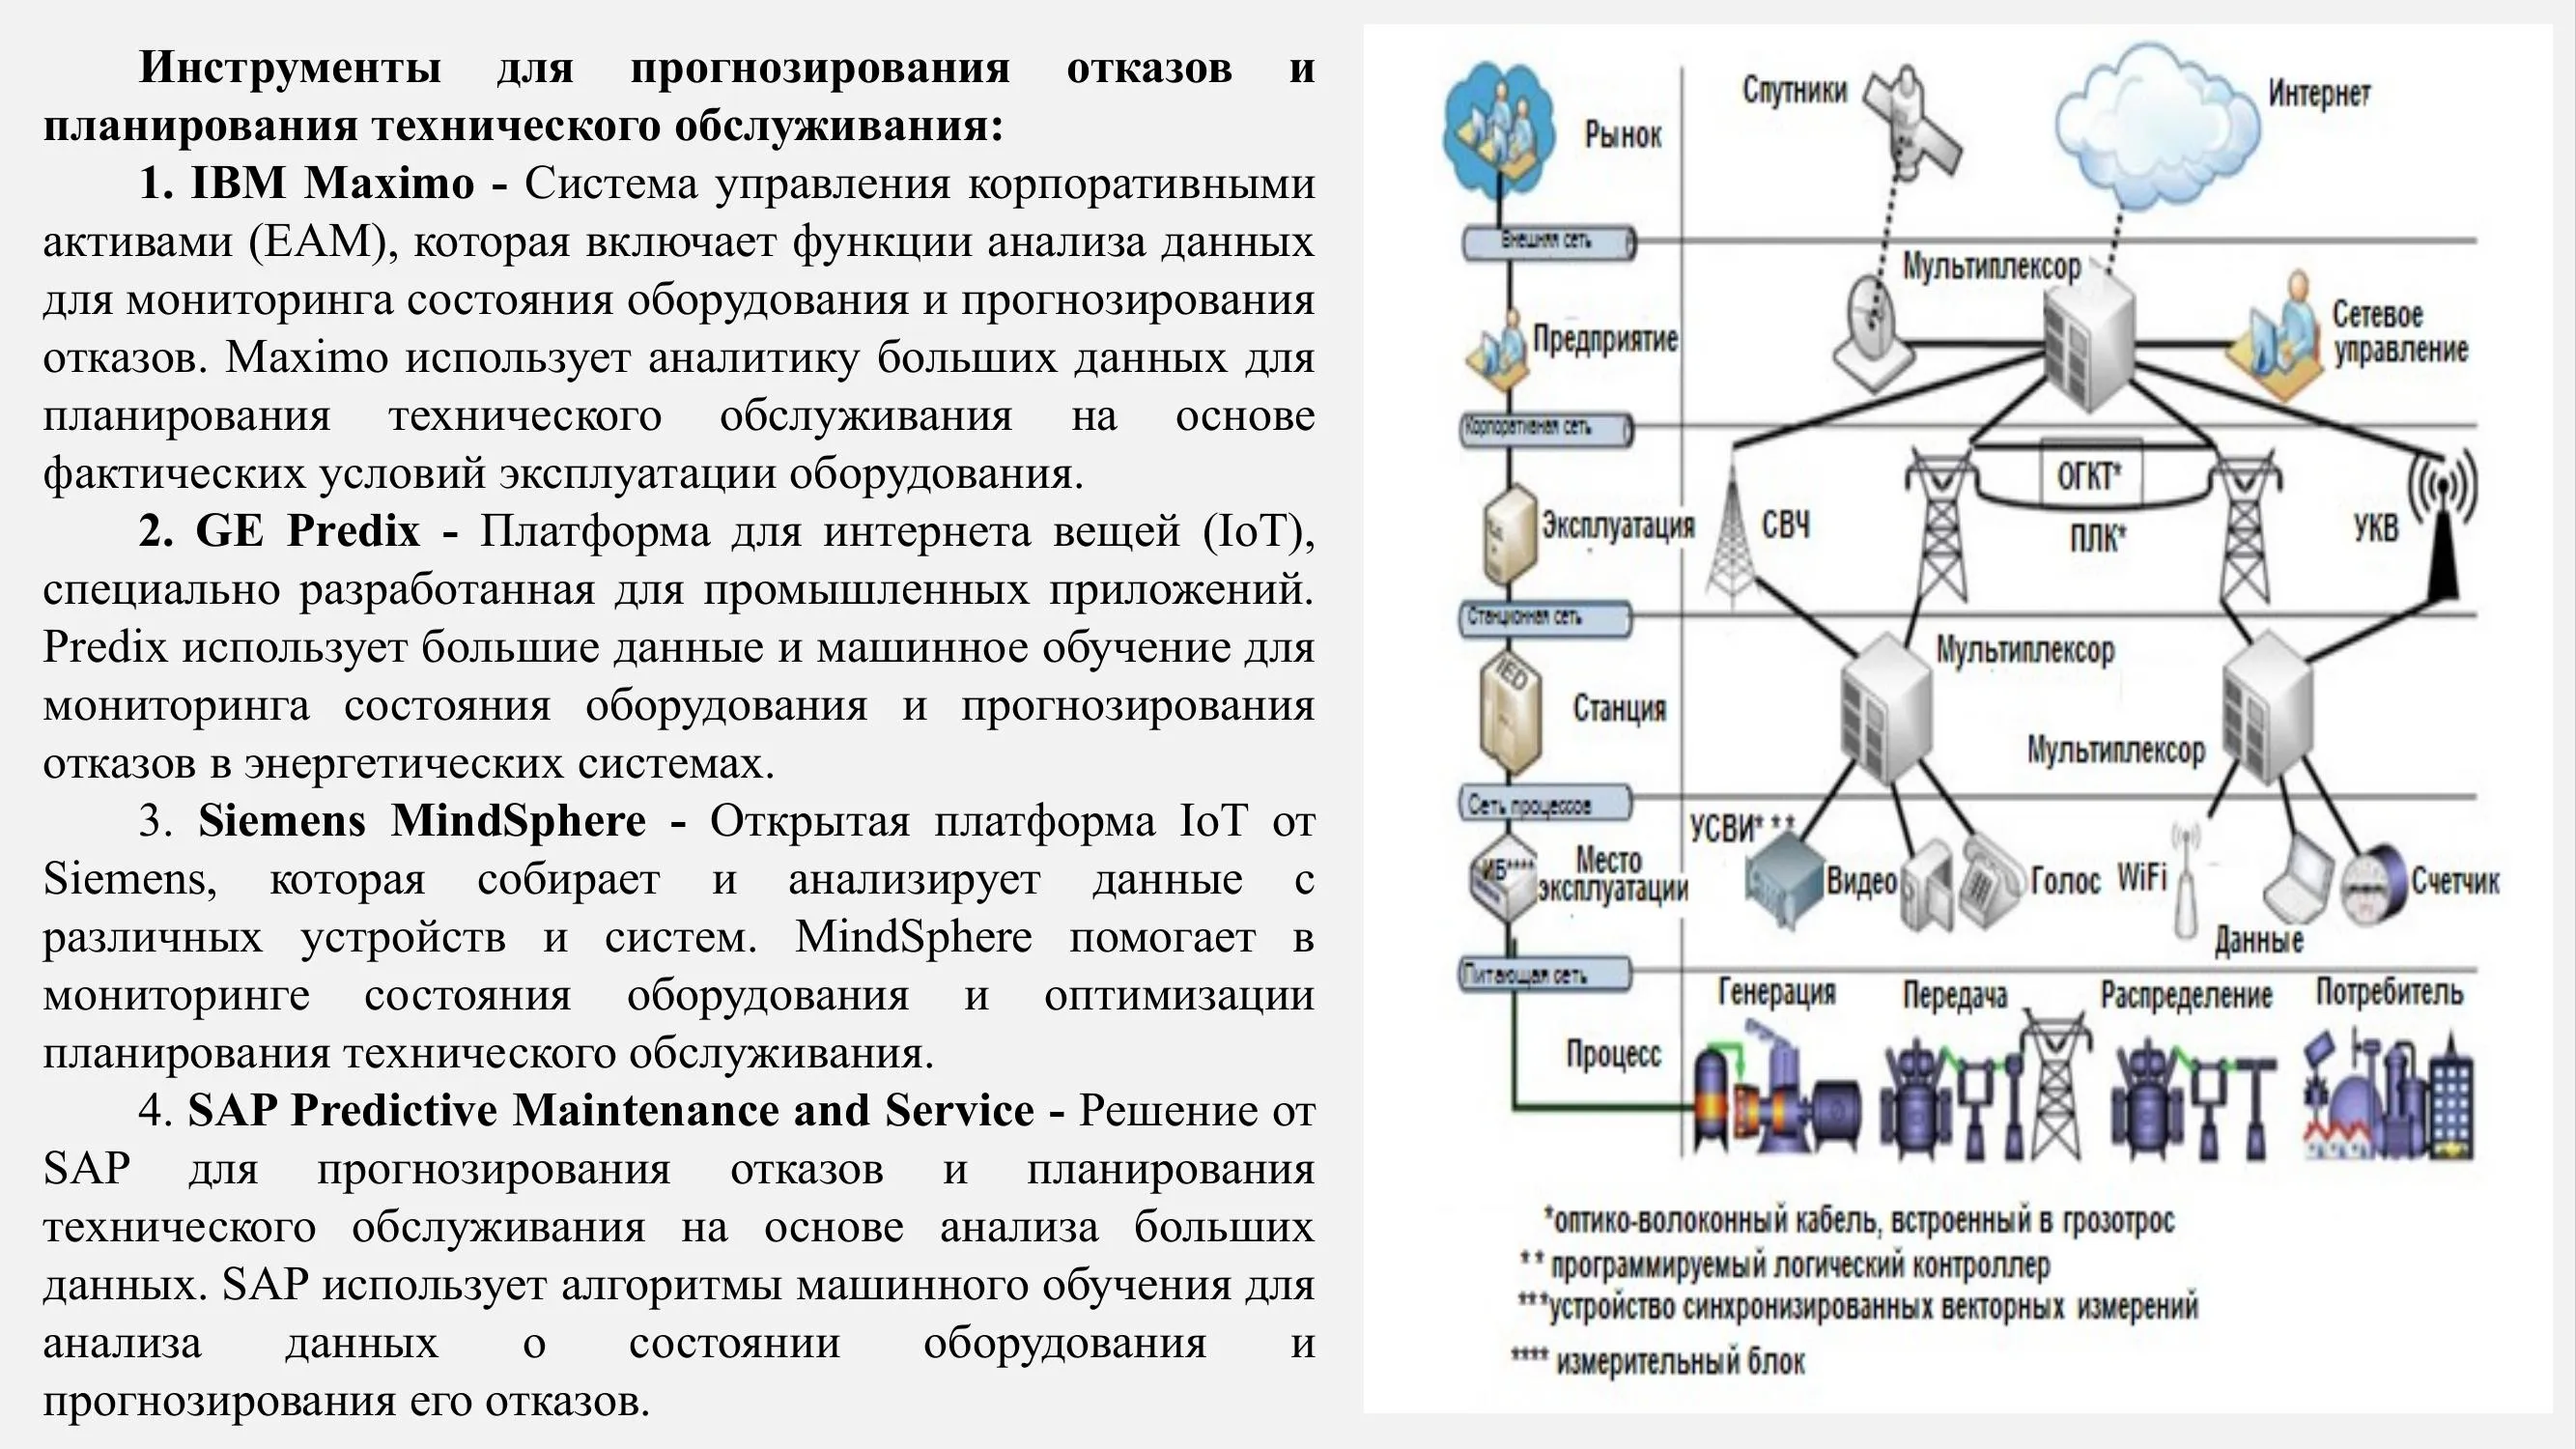 Инструменты для прогнозирования отказов и
планирования технического обслуживания:
1. IBM Maximo - Система управления корпоративными
активами (EAM), которая включает функции анализа данных
для мониторинга состояния оборудования и прогнозирования
отказов. Maximo использует аналитику больших данных для
планирования технического обслуживания на основе
фактических условий эксплуатации оборудования.
2. GE Predix - Платформа для интернета вещей (IoT),
специально разработанная для промышленных приложений.
Predix использует большие данные и машинное обучение для
мониторинга состояния оборудования и прогнозирования
отказов в энергетических системах.
3. Siemens MindSphere - Открытая платформа IoT от
Siemens, которая собирает и анализирует данные с
различных устройств и систем. MindSphere помогает в
мониторинге состояния оборудования и оптимизации
планирования технического обслуживания.
4. SAP Predictive Maintenance and Service - Решение от
SAP для прогнозирования отказов и планирования
технического обслуживания на основе анализа больших
данных. SAP использует алгоритмы машинного обучения для
анализа данных о состоянии оборудования и
прогнозирования его отказов.
Рынок
Спутники
Интернет
Внешняя сеть
Мультиплексор
Предприятие
Сетевое
управление
Корпоративная сеть
Эксплуатация
СВЧ
ОГКТ*
ПЛК*
УКВ
Станционная сеть
IED
Станция
Мультиплексор
Мультиплексор
Сеть процессов
УСВИ***
ИБ****
Место
эксплуатации
Видео
Голос
WiFi
Счетчик
Данные
Питающая сеть
Генерация
Передача
Распределение
Потребитель
Процесс
*оптико-волоконный кабель, встроенный в грозотрос
** программируемый логический контроллер
***устройство синхронизированных векторных измерений
**** измерительный блок